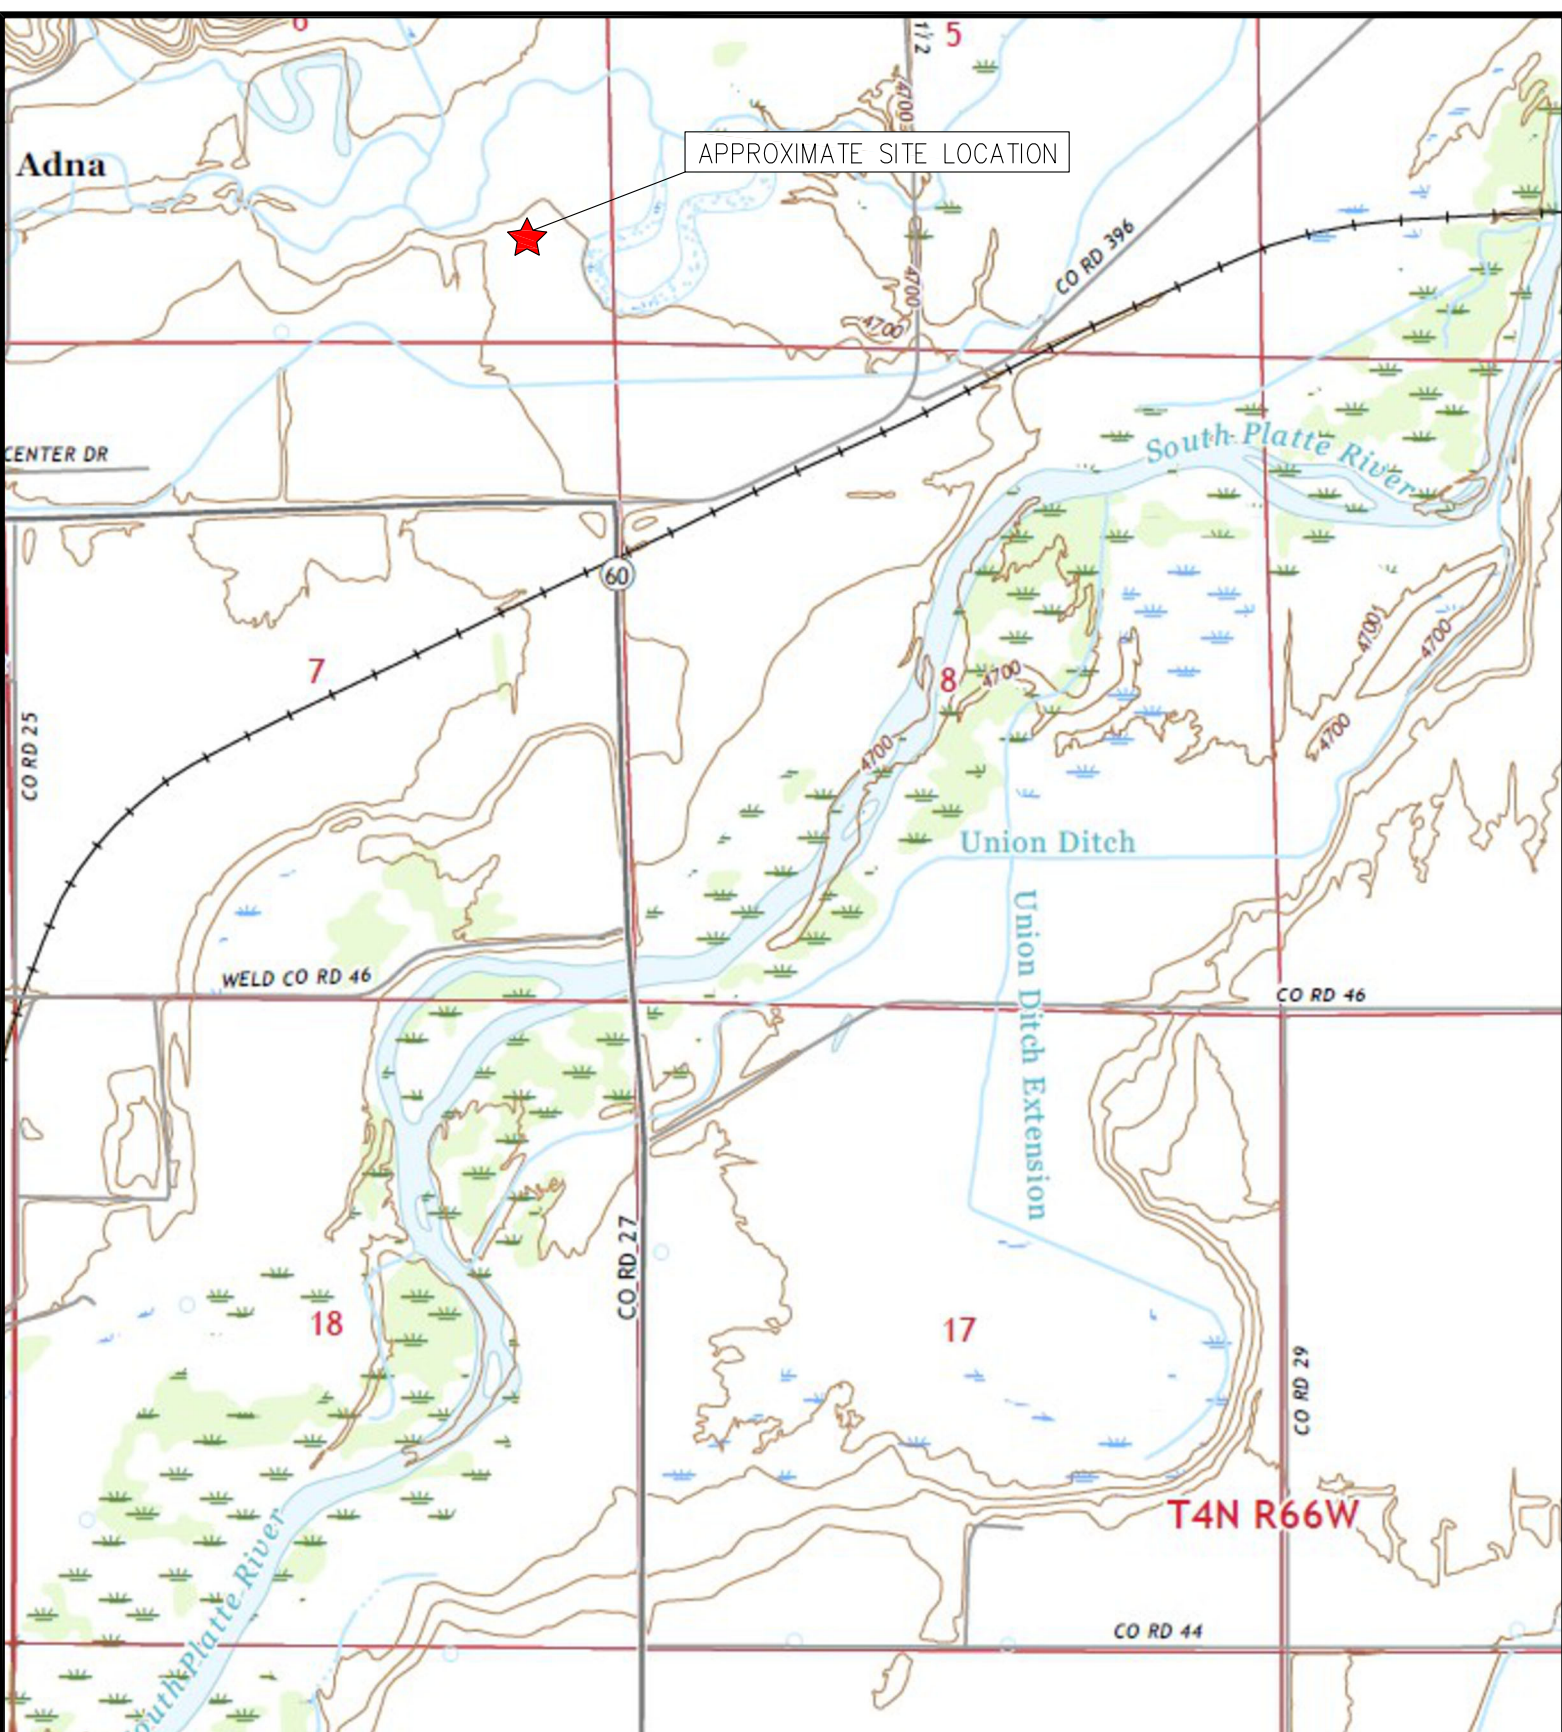 6
5
1/2
4700
Adna
APPROXIMATE SITE LOCATION
CO RD 396
4700
4700
CENTER DR
South Platte River
60
7
8
4700
4700
4700
4700
4700
CO RD 25
Union Ditch
Union Ditch Extension
WELD CO RD 46
CO RD 46
CO RD 27
18
17
CO RD 29
T4N R66W
South Platte River
CO RD 44